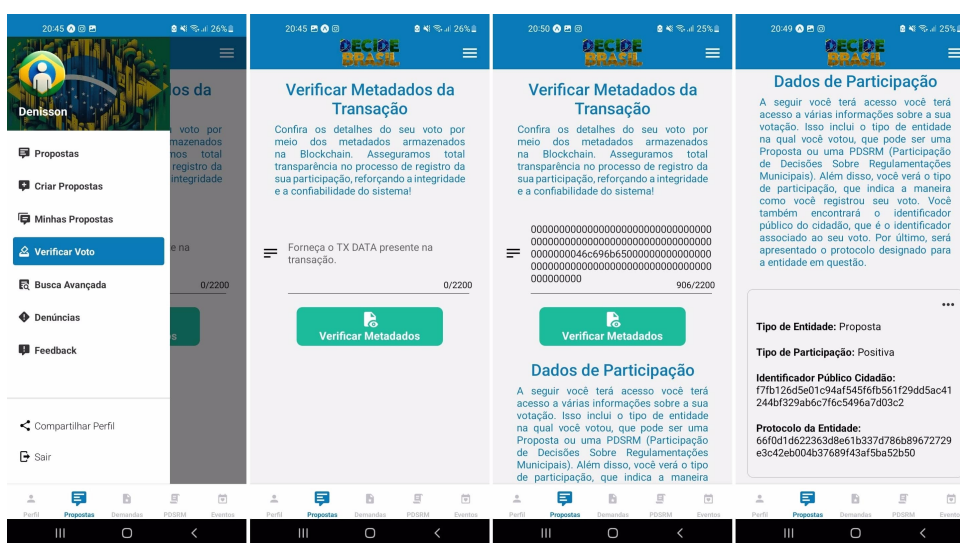 20:45
26%
Denisson
Propostas
Criar Propostas
Minhas Propostas
Verificar Voto
Busca Avançada
Denúncias
Feedback
Compartilhar Perfil
Sair
os da
voto por
mazenados
mos total
registro da
integridade
e na
0/2200
os
Perfil Propostas Demandas PDSRM Eventos
20:45
26%
DECIDE
BRASIL
Verificar Metadados da
Transação
Confira os detalhes do seu voto por
meio dos metadados armazenados
na Blockchain. Asseguramos total
transparência no processo de registro da
sua participação, reforçando a integridade
e a confiabilidade do sistema!
Forneça o TX DATA presente na
transação.
0/2200
Verificar Metadados
Perfil Propostas Demandas PDSRM Eventos
20:50
25%
DECIDE
BRASIL
Verificar Metadados da
Transação
Confira os detalhes do seu voto por
meio dos metadados armazenados
na Blockchain. Asseguramos total
transparência no processo de registro da
sua participação, reforçando a integridade
e a confiabilidade do sistema!
906/2200
Verificar Metadados
Dados de Participação
A seguir você terá acesso você terá
acesso a várias informações sobre a sua
votação. Isso inclui o tipo de entidade
na qual você votou, que pode ser uma
Proposta ou uma PDSRM (Participação
de Decisões Sobre Regulamentações
Municipais). Além disso, você verá o tipo
de participação, que indica a maneira
Perfil Propostas Demandas PDSRM Eventos
20:49
25%
DECIDE
BRASIL
Dados de Participação
A seguir você terá acesso você terá
acesso a várias informações sobre a sua
votação. Isso inclui o tipo de entidade
na qual você votou, que pode ser uma
Proposta ou uma PDSRM (Participação
de Decisões Sobre Regulamentações
Municipais). Além disso, você verá o tipo
de participação, que indica a maneira
como você registrou seu voto. Você
também encontrará o identificador
público do cidadão, que é o identificador
associado ao seu voto. Por último, será
apresentado o protocolo designado para
a entidade em questão.
Tipo de Entidade: Proposta
Tipo de Participação: Positiva
Identificador Público Cidadão:
f7fb126d5e01c94af545f6fb561f29dd5ac41
244bf329ab6c7f6c5496a7d03c2
Protocolo da Entidade:
66f0d1d622363d8e61b337d786b89672729
e3c42eb004b37689f43af5ba52b50
Perfil Propostas Demandas PDSRM Eventos